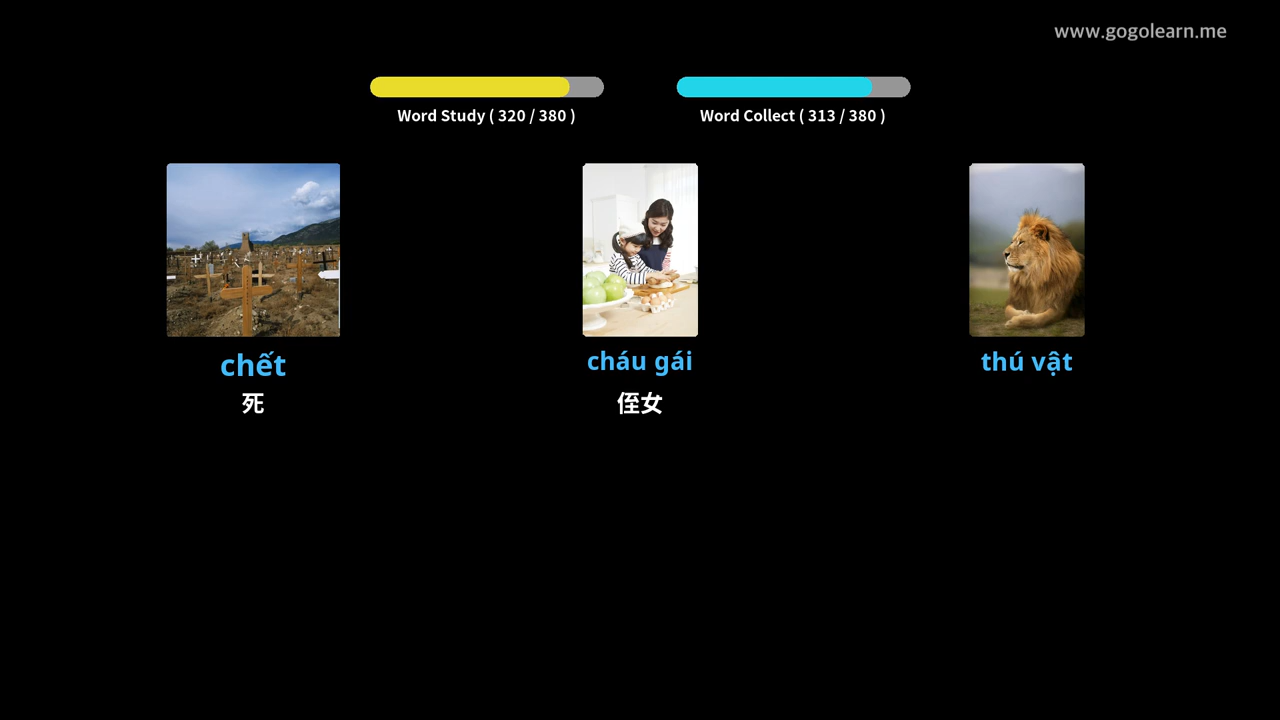 www.gogolearn.me
Word Study ( 320 / 380 )
Word Collect ( 313 / 380 )
chết
cháu gái
thú vật
死
侄女